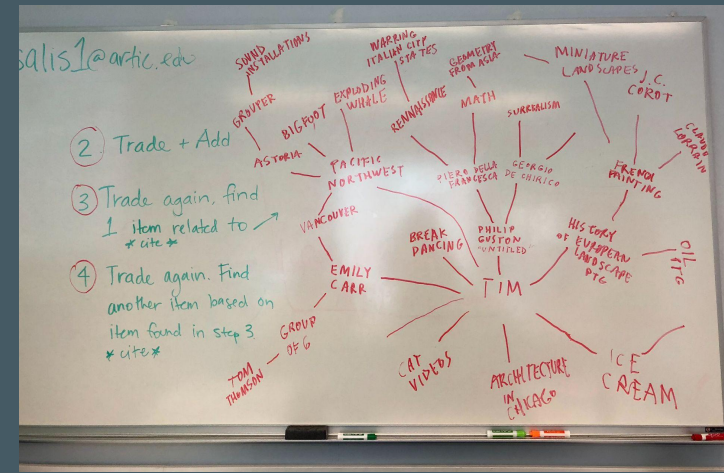 salis1@artic.edu
2 Trade + Add
3 Trade again, find
1 item related to
*cite*
4 Trade again. Find
another item based on
item found in step 3.
*cite*
SOUND
INSTALLATIONS
GROUPER
ASTORIA
BIGFOOT
EXPLODING
WHALE
PACIFIC
NORTHWEST
VANCOUVER
EMILY
CARR
GROUP
OF 6
TOM
THOMSON
WARRING
ITALIAN CITY
STATES
RENNAISSANCE
GEOMETRY
FROM ASIA
MATH
SURREALISM
PIERO DELLA
FRANCESCA
GEORGIO
DE CHIRICO
PHILIP
GUSTON
"UNTITLED"
BREAK
DANCING
TIM
MINIATURE
LANDSCAPES
J.C.
COROT
CLAUDE
LORRAIN
FRENCH
PAINTING
HISTORY
OF EUROPEAN
LANDSCAPE
PTG
OIL
PTG
CAT
VIDEOS
ARCHITECTURE
IN
CHICAGO
ICE
CREAM